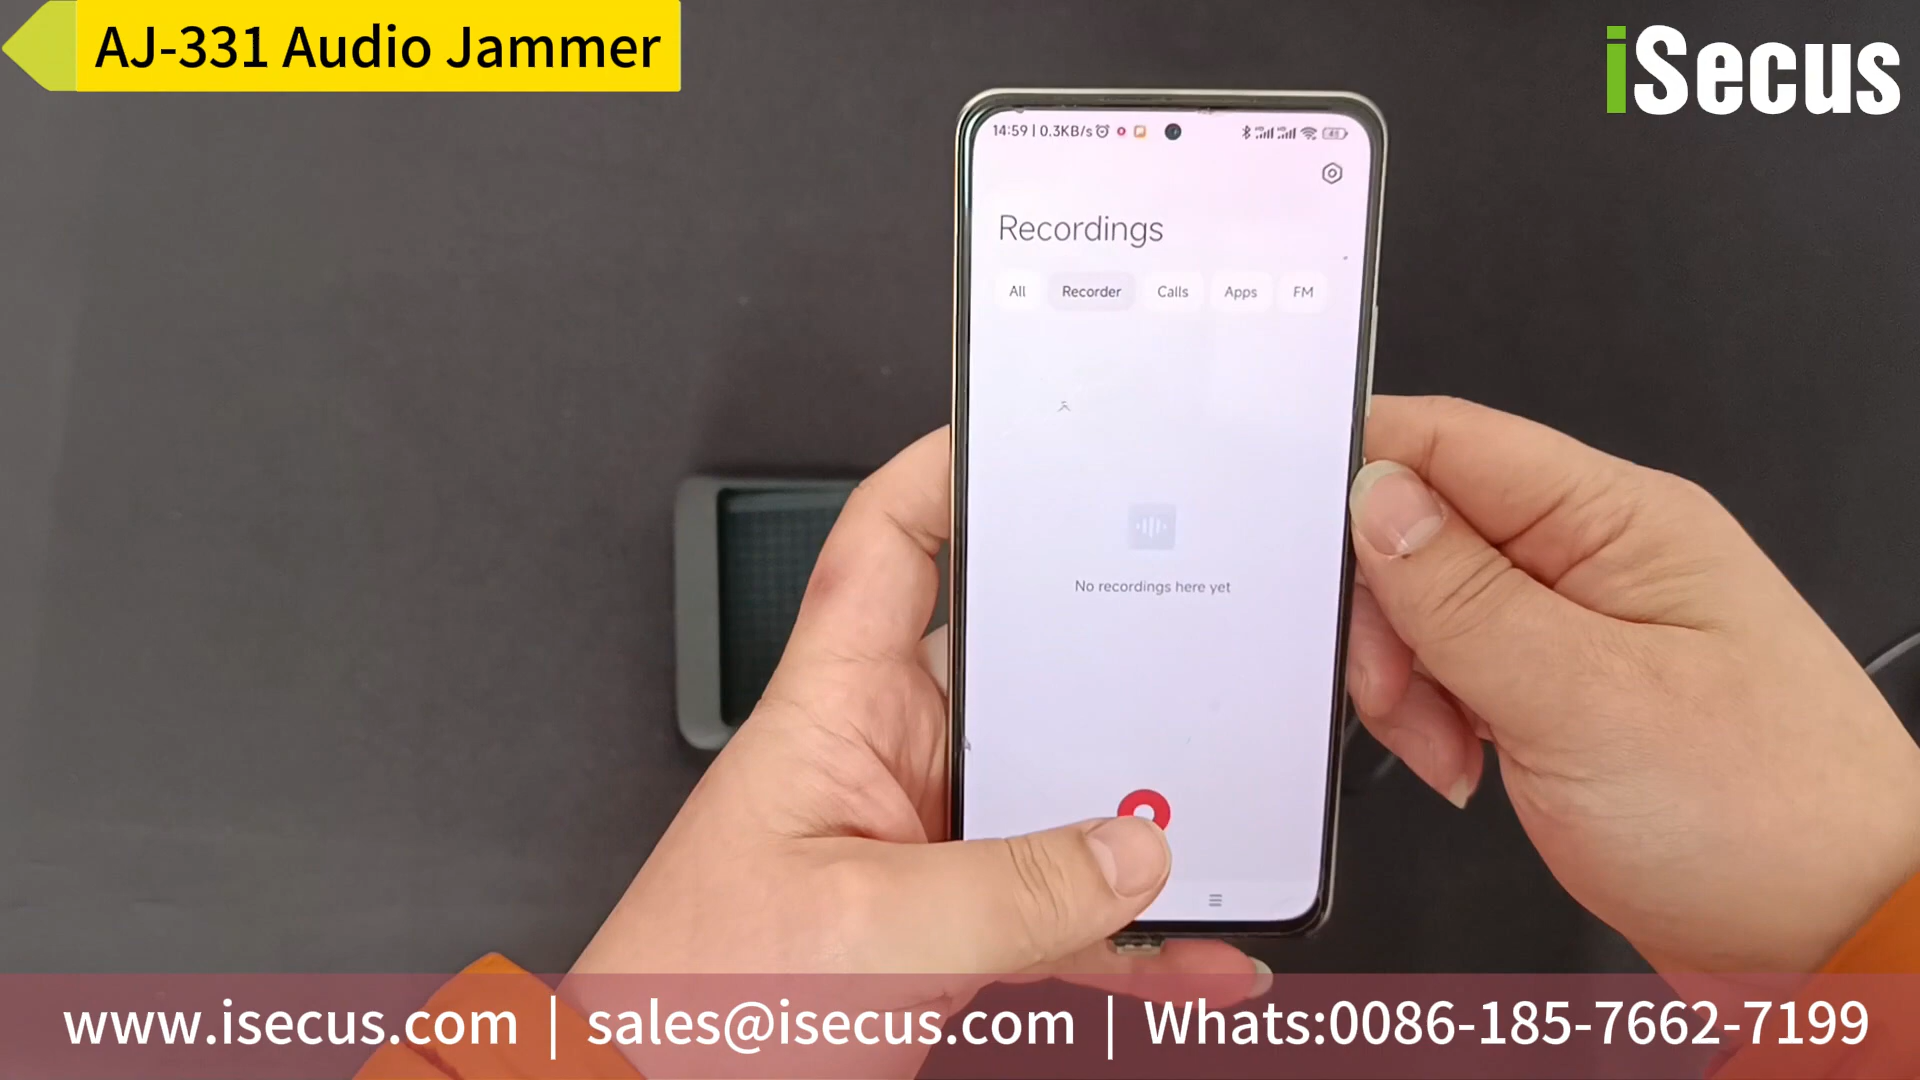 AJ-331 Audio Jammer
iSecus
14:59 | 0.3KB/s
Recordings
All Recorder Calls Apps FM
No recordings here yet
www.isecus.com | sales@isecus.com | Whats:0086-185-7662-7199